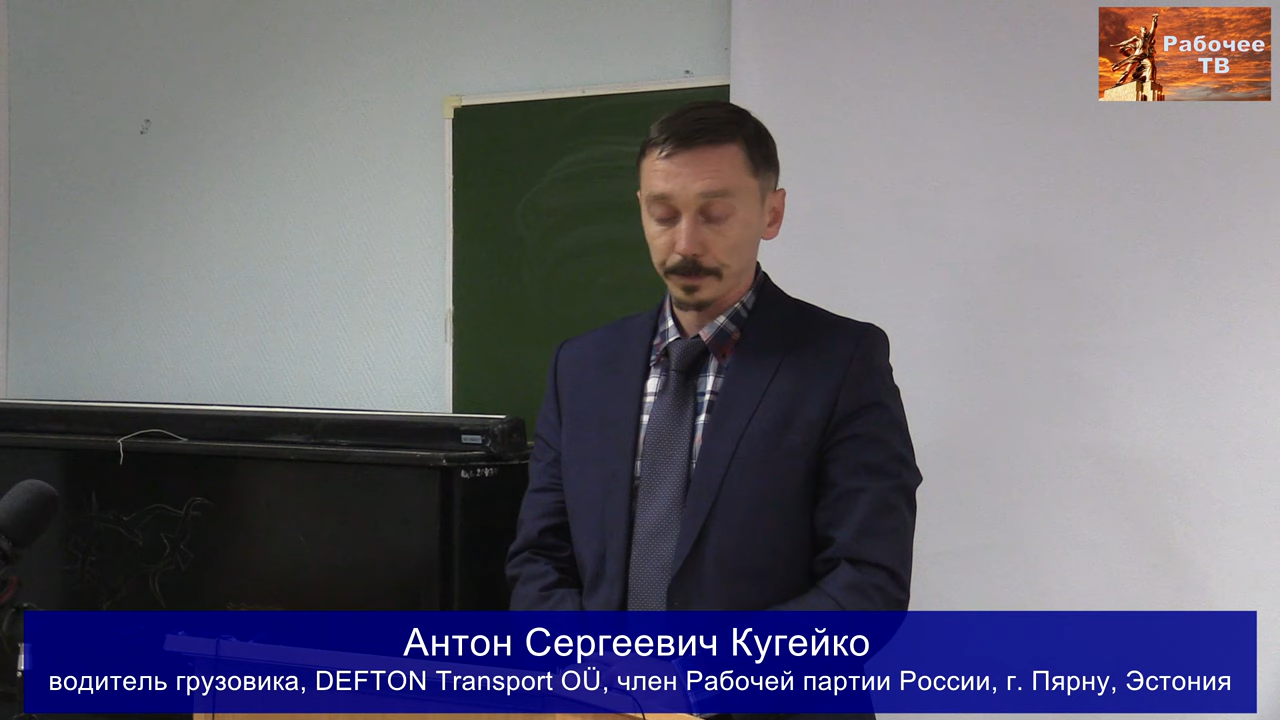 Рабочее
ТВ
Антон Сергеевич Кугейко
водитель грузовика, DEFTON Transport OÜ, член Рабочей партии России, г. Пярну, Эстония